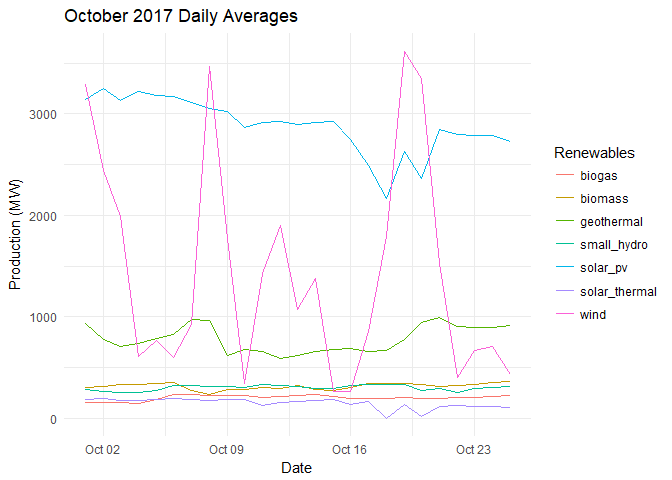 October 2017 Daily Averages
Production (MW)
3000
2000
1000
0
Oct 02
Oct 09
Oct 16
Oct 23
Date
Renewables
biogas
biomass
geothermal
small_hydro
solar_pv
solar_thermal
wind